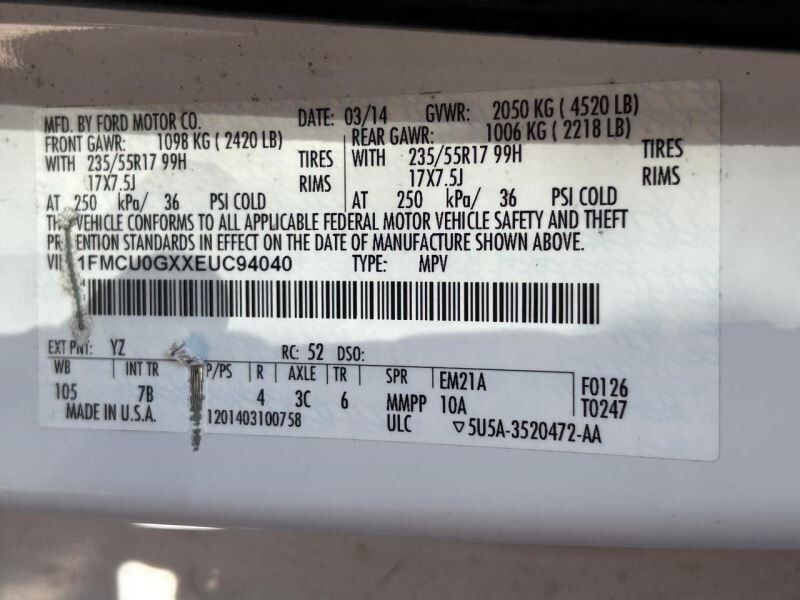 MFD. BY FORD MOTOR CO. DATE: 03/14 GVWR: 2050 KG ( 4520 LB)
FRONT GAWR: 1098 KG ( 2420 LB) REAR GAWR: 1006 KG ( 2218 LB)
WITH 235/55R17 99H TIRES WITH 235/55R17 99H TIRES
17X7.5J RIMS 17X7.5J RIMS
AT 250 kPa/ 36 PSI COLD AT 250 kPa/ 36 PSI COLD
VEHICLE CONFORMS TO ALL APPLICABLE FEDERAL MOTOR VEHICLE SAFETY AND THEFT
STANDARDS IN EFFECT ON THE DATE OF MANUFACTURE SHOWN ABOVE.
1FMCU0GXXEUC94040 TYPE: MPV
EXT PNT: YZ RC: 52 DSO:
WB INT TR P/PS R AXLE TR SPR EM21A F0126
105 7B 4 3C 6 MMPP 10A T0247
MADE IN U.S.A. 1201403100758 ULC ▽5U5A-3520472-AA